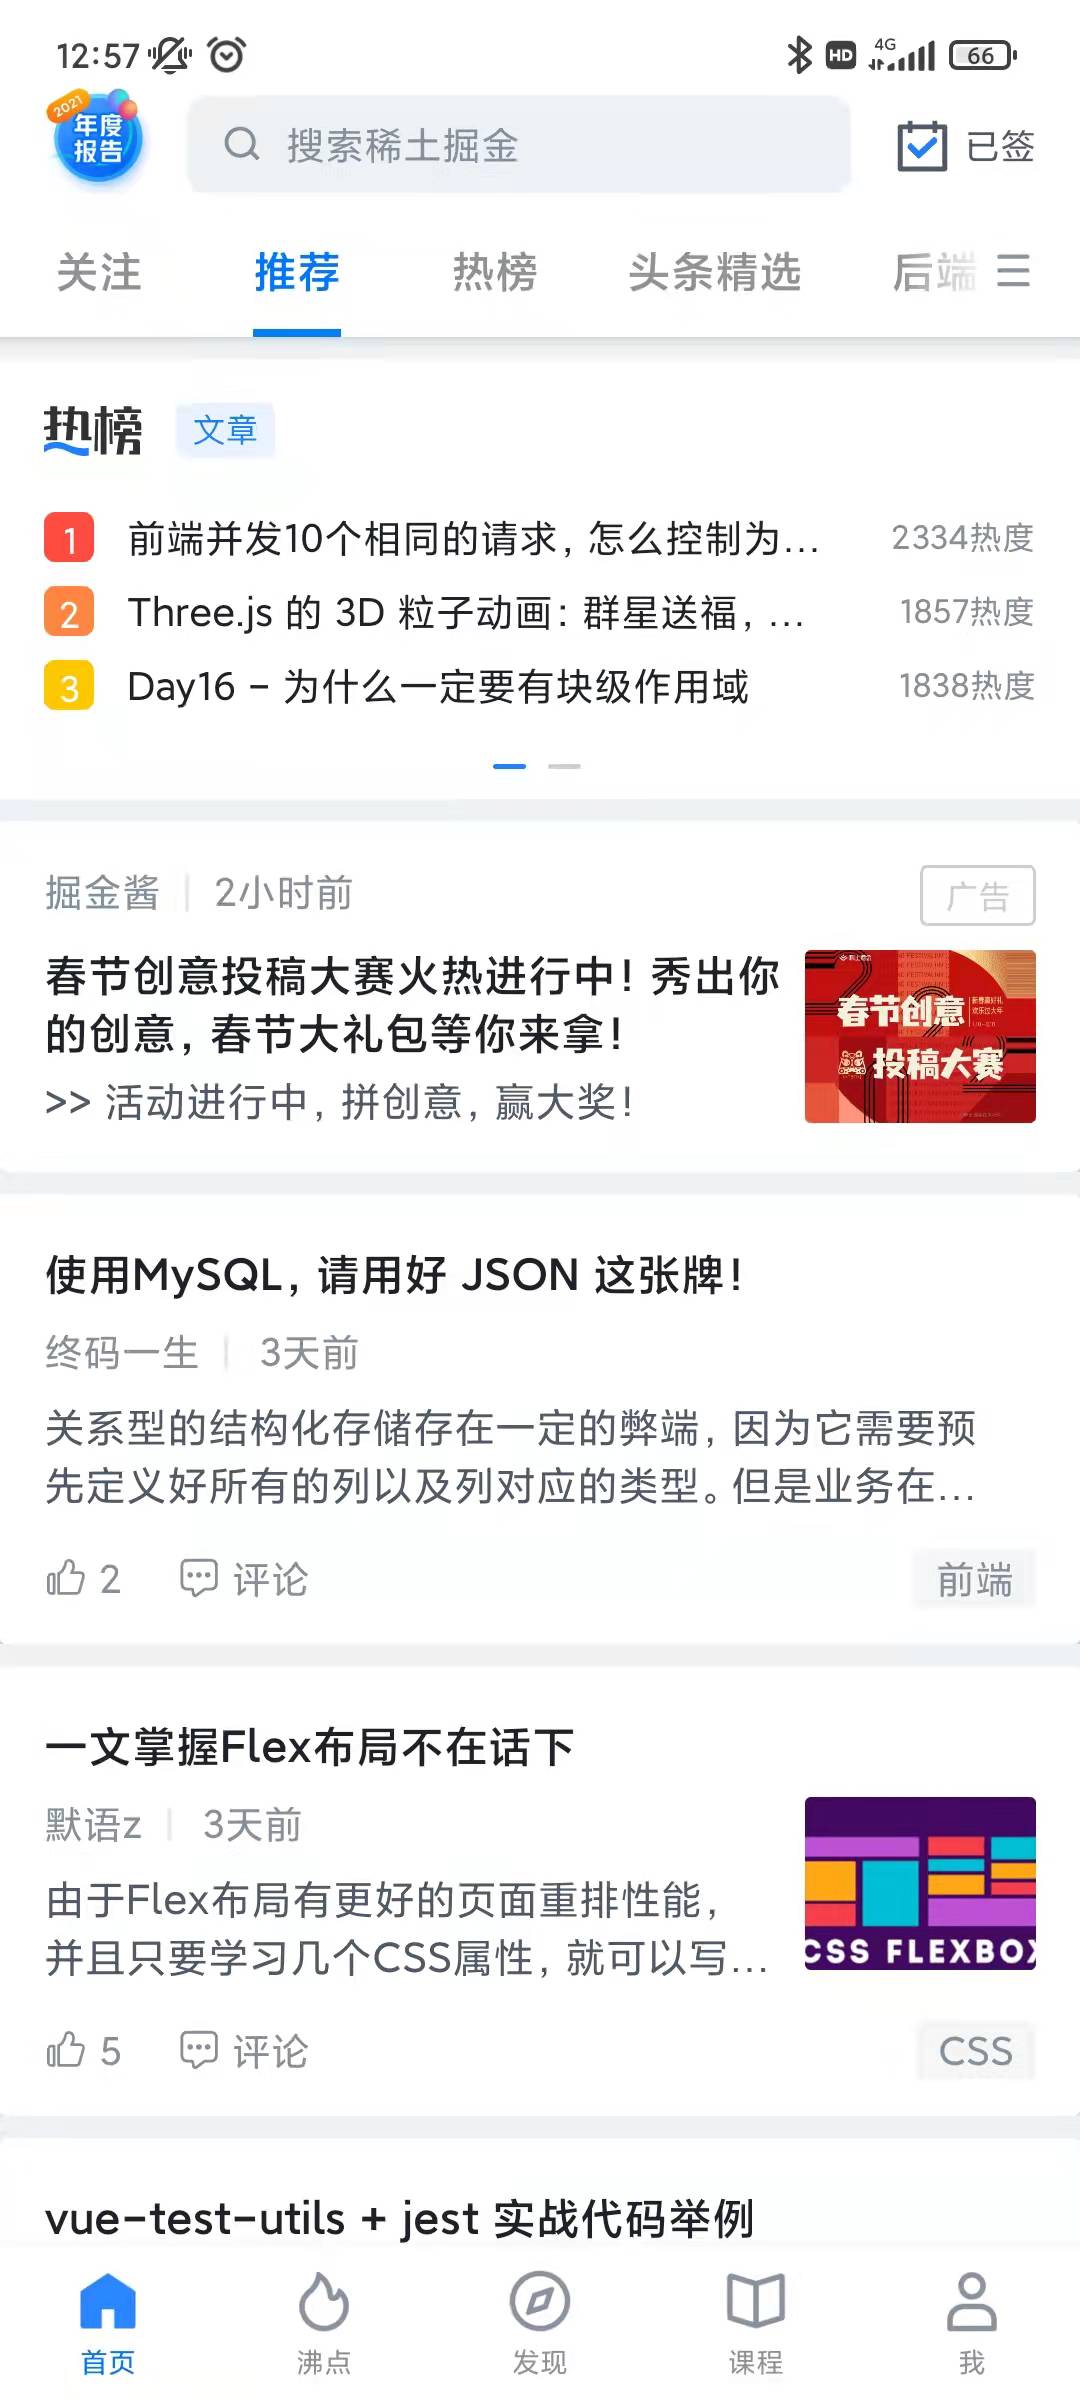 12:57
HD
4G
66
2021
年度
报告
搜索稀土掘金
已签
关注
推荐
热榜
头条精选
后端
热榜
文章
1
前端并发10个相同的请求，怎么控制为...
2334热度
2
Three.js 的 3D 粒子动画：群星送福，...
1857热度
3
Day16 - 为什么一定要有块级作用域
1838热度
掘金酱
2小时前
广告
春节创意投稿大赛火热进行中！秀出你
的创意，春节大礼包等你来拿！
>> 活动进行中，拼创意，赢大奖！
春节创意
投稿大赛
使用MySQL，请用好 JSON 这张牌！
终码一生
3天前
关系型的结构化存储存在一定的弊端，因为它需要预
先定义好所有的列以及列对应的类型。但是业务在...
2
评论
前端
一文掌握Flex布局不在话下
默语z
3天前
由于Flex布局有更好的页面重排性能，
并且只要学习几个CSS属性，就可以写...
CSS FLEXBOX
5
评论
CSS
vue-test-utils + jest 实战代码举例
首页
沸点
发现
课程
我